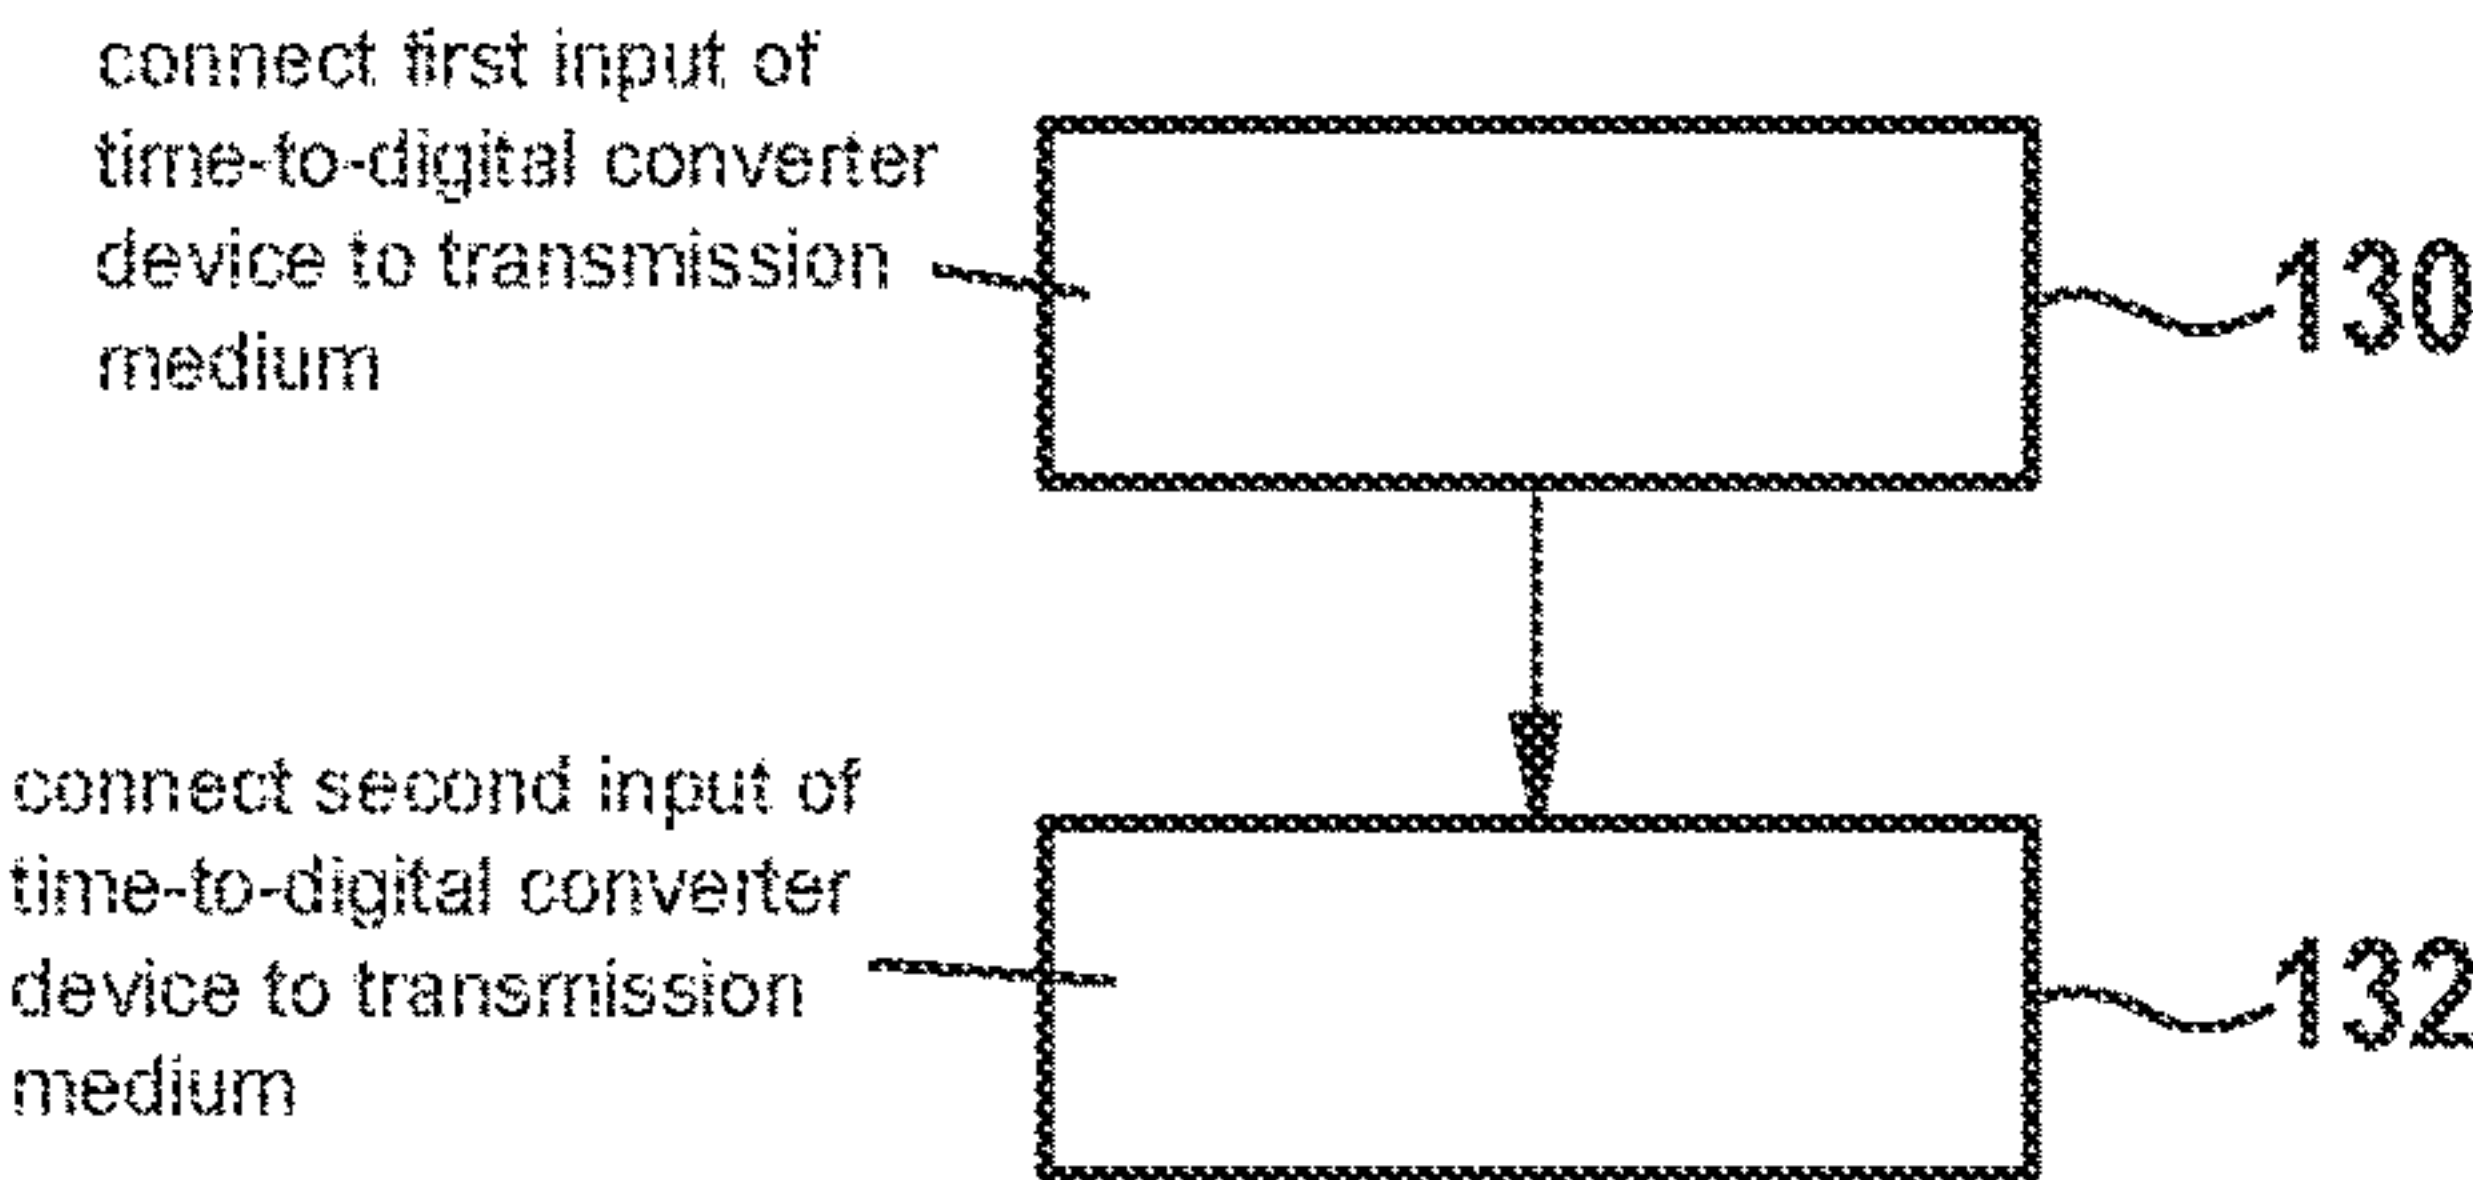 connect first input of
time-to-digital converter
device to transmission
medium
130
connect second input of
time-to-digital converter
device to transmission
medium
132